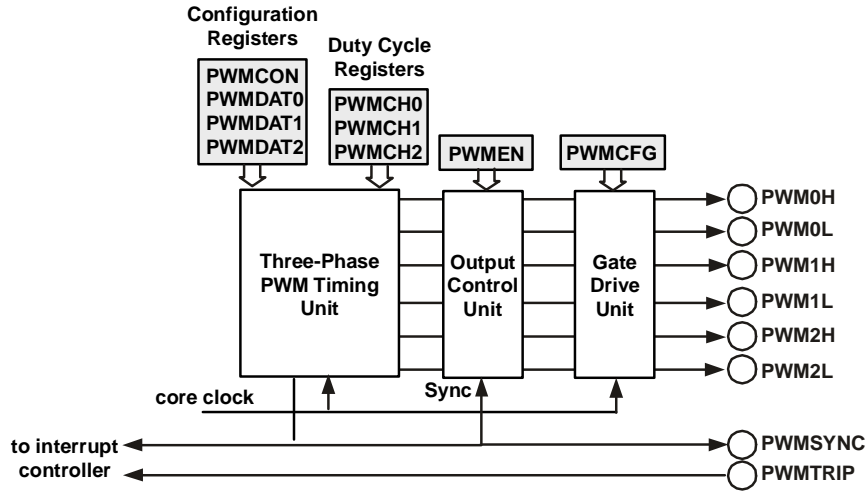 Configuration
Registers
Duty Cycle
Registers
PWMCON
PWMDAT0
PWMDAT1
PWMDAT2
PWMCH0
PWMCH1
PWMCH2
PWMEN
PWMCFG
Three-Phase
PWM Timing
Unit
Output
Control
Unit
Gate
Drive
Unit
PWM0H
PWM0L
PWM1H
PWM1L
PWM2H
PWM2L
core clock
Sync
to interrupt
controller
PWMSYNC
PWMTRIP